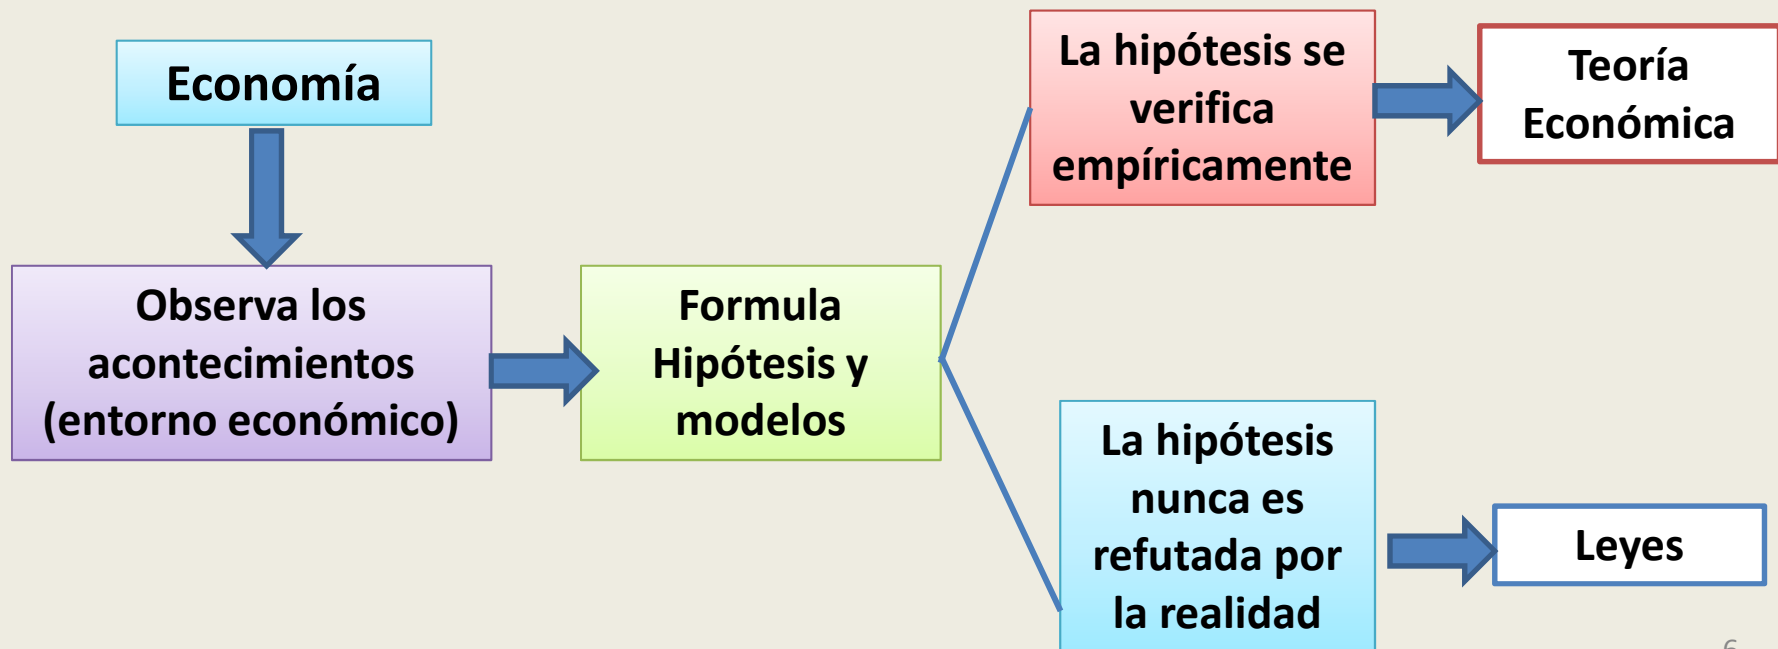 Economía
Observa los
acontecimientos
(entorno económico)
Formula
Hipótesis y
modelos
La hipótesis se
verifica
empíricamente
Teoría
Económica
La hipótesis
nunca es
refutada por
la realidad
Leyes
6